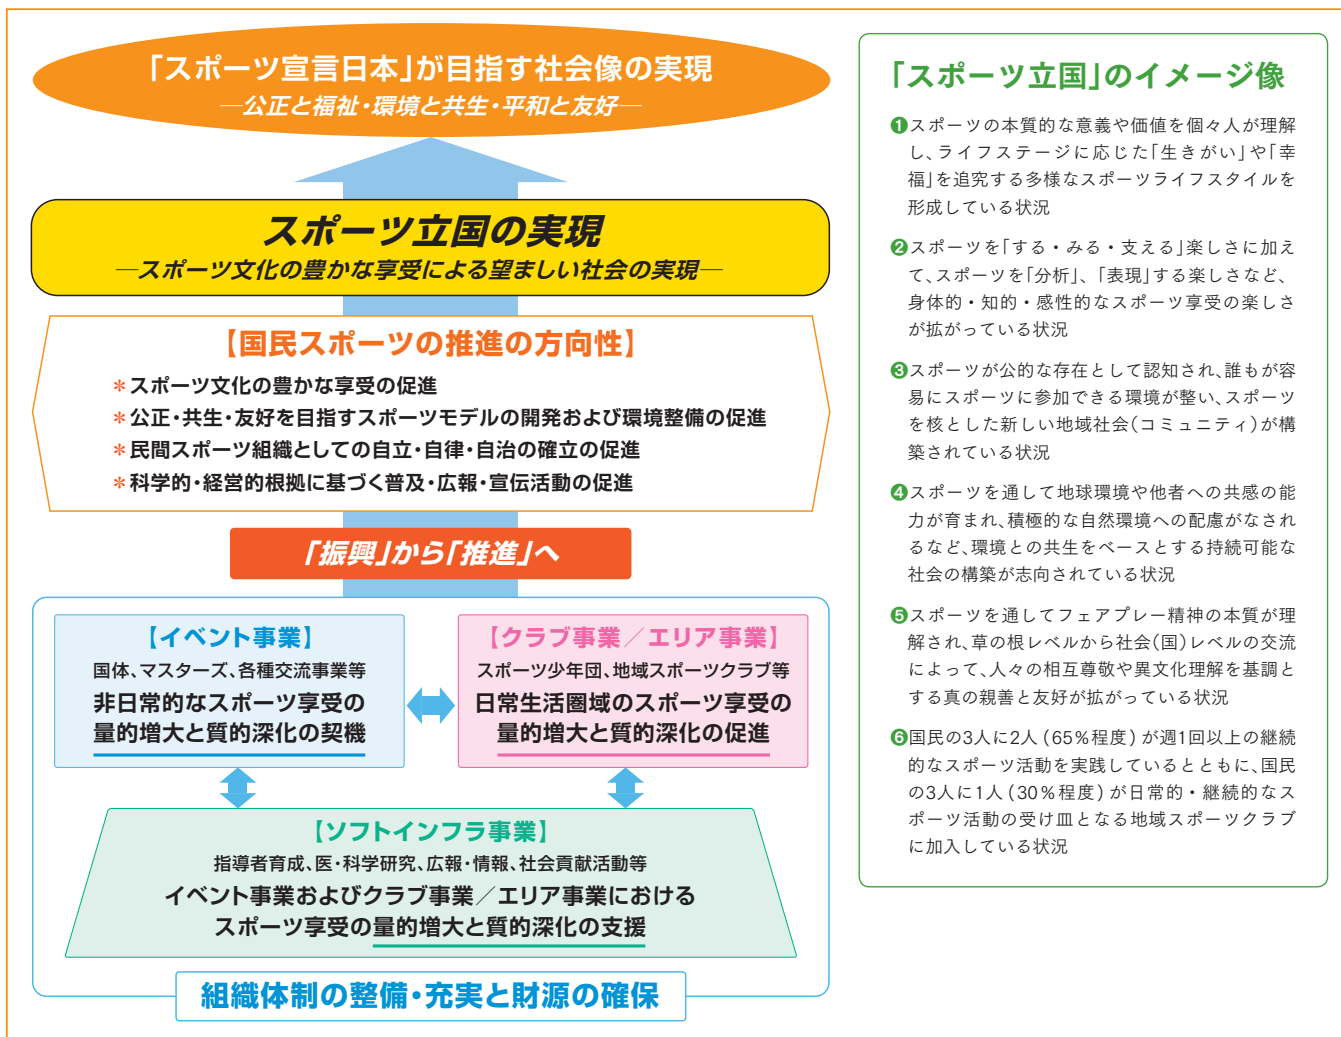 「スポーツ宣言日本」が目指す社会像の実現
―公正と福祉・環境と共生・平和と友好―
スポーツ立国の実現
―スポーツ文化の豊かな享受による望ましい社会の実現―
【国民スポーツの推進の方向性】
＊スポーツ文化の豊かな享受の促進
＊公正・共生・友好を目指すスポーツモデルの開発および環境整備の促進
＊民間スポーツ組織としての自立・自律・自治の確立の促進
＊科学的・経営的根拠に基づく普及・広報・宣伝活動の促進
「振興」から「推進」へ
【イベント事業】
国体、マスターズ、各種交流事業等
非日常的なスポーツ享受の
量的増大と質的深化の契機
【クラブ事業／エリア事業】
スポーツ少年団、地域スポーツクラブ等
日常生活圏域のスポーツ享受の
量的増大と質的深化の促進
【ソフトインフラ事業】
指導者育成、医・科学研究、広報・情報、社会貢献活動等
イベント事業およびクラブ事業／エリア事業における
スポーツ享受の量的増大と質的深化の支援
組織体制の整備・充実と財源の確保
「スポーツ立国」のイメージ像
❶スポーツの本質的な意義や価値を個々人が理解
し、ライフステージに応じた「生きがい」や「幸
福」を追究する多様なスポーツライフスタイルを
形成している状況
❷スポーツを「する・みる・支える」楽しさに加え
て、スポーツを「分析」、「表現」する楽しさなど、
身体的・知的・感性的なスポーツ享受の楽しさ
が拡がっている状況
❸スポーツが公的な存在として認知され、誰もが容
易にスポーツに参加できる環境が整い、スポーツ
を核とした新しい地域社会（コミュニティ）が構
築されている状況
❹スポーツを通して地球環境や他者への共感の能
力が育まれ、積極的な自然環境への配慮がなされ
るなど、環境との共生をベースとする持続可能な
社会の構築が志向されている状況
❺スポーツを通してフェアプレー精神の本質が理
解され、草の根レベルから社会（国）レベルの交流
によって、人々の相互尊敬や異文化理解を基調と
する真の親善と友好が拡がっている状況
❻国民の3人に2人（65％程度）が週1回以上の継続
的なスポーツ活動を実践しているとともに、国民
の3人に1人（30％程度）が日常的・継続的なス
ポーツ活動の受け皿となる地域スポーツクラブ
に加入している状況